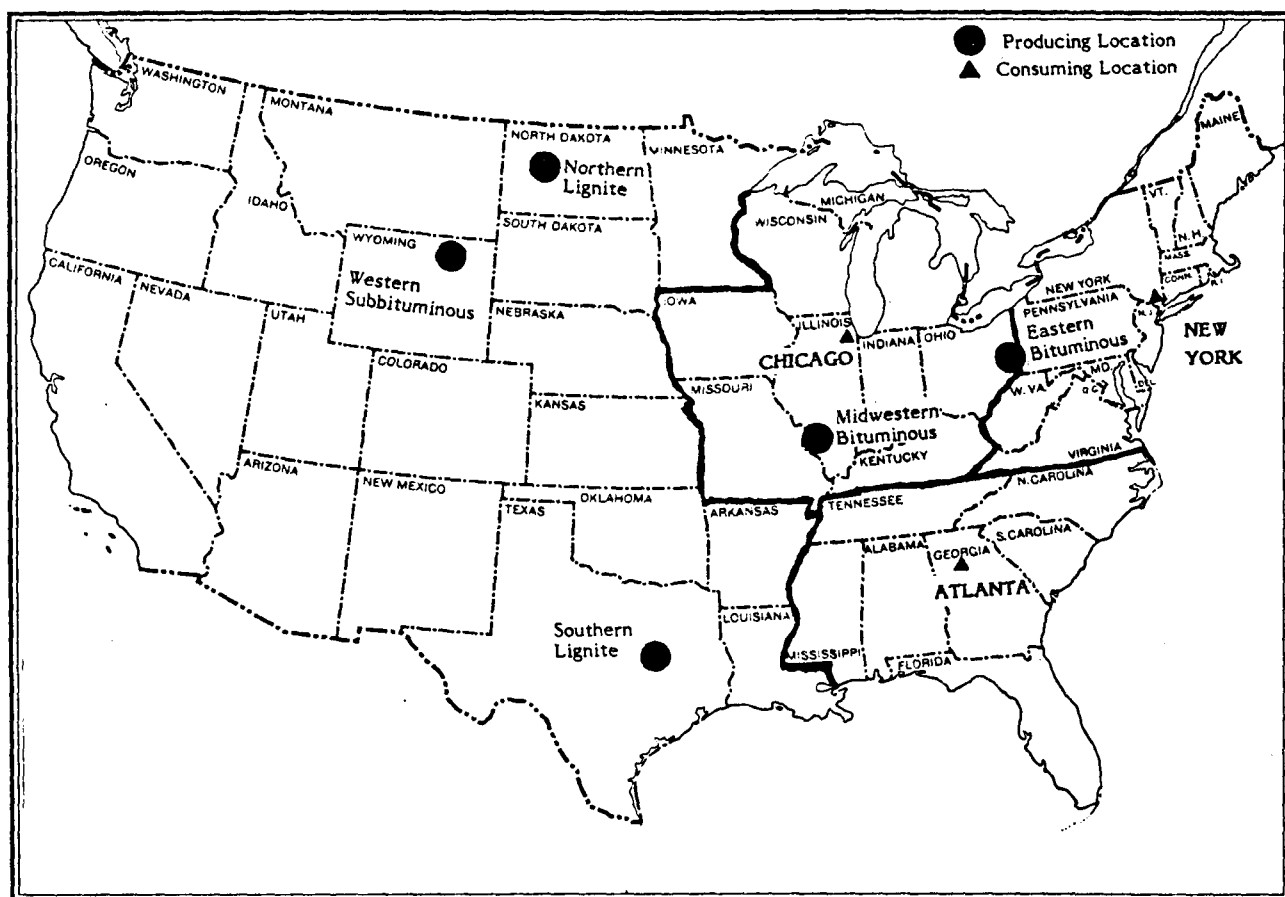 Producing Location
Consuming Location
WASHINGTON
MONTANA
NORTH DAKOTA
MINNESOTA
MAINE
OREGON
IDAHO
Northern
Lignite
SOUTH DAKOTA
WISCONSIN
MICHIGAN
VT.
N.H.
MASS
CONN.
R.I.
WYOMING
Western
Subbituminous
CALIFORNIA
NEVADA
UTAH
NEBRASKA
IOWA
ILLINOIS
INDIANA
OHIO
NEW YORK
PENNSYLVANIA
N.J.
Eastern
Bituminous
NEW
YORK
CHICAGO
COLORADO
KANSAS
MISSOURI
W. VA.
MD.
DEL
Midwestern
Bituminous
KENTUCKY
VIRGINIA
ARIZONA
NEW MEXICO
TEXAS
OKLAHOMA
ARKANSAS
TENNESSEE
N. CAROLINA
S. CAROLINA
ALABAMA
GEORGIA
ATLANTA
Southern
Lignite
LOUISIANA
MISSISSIPPI
FLORIDA